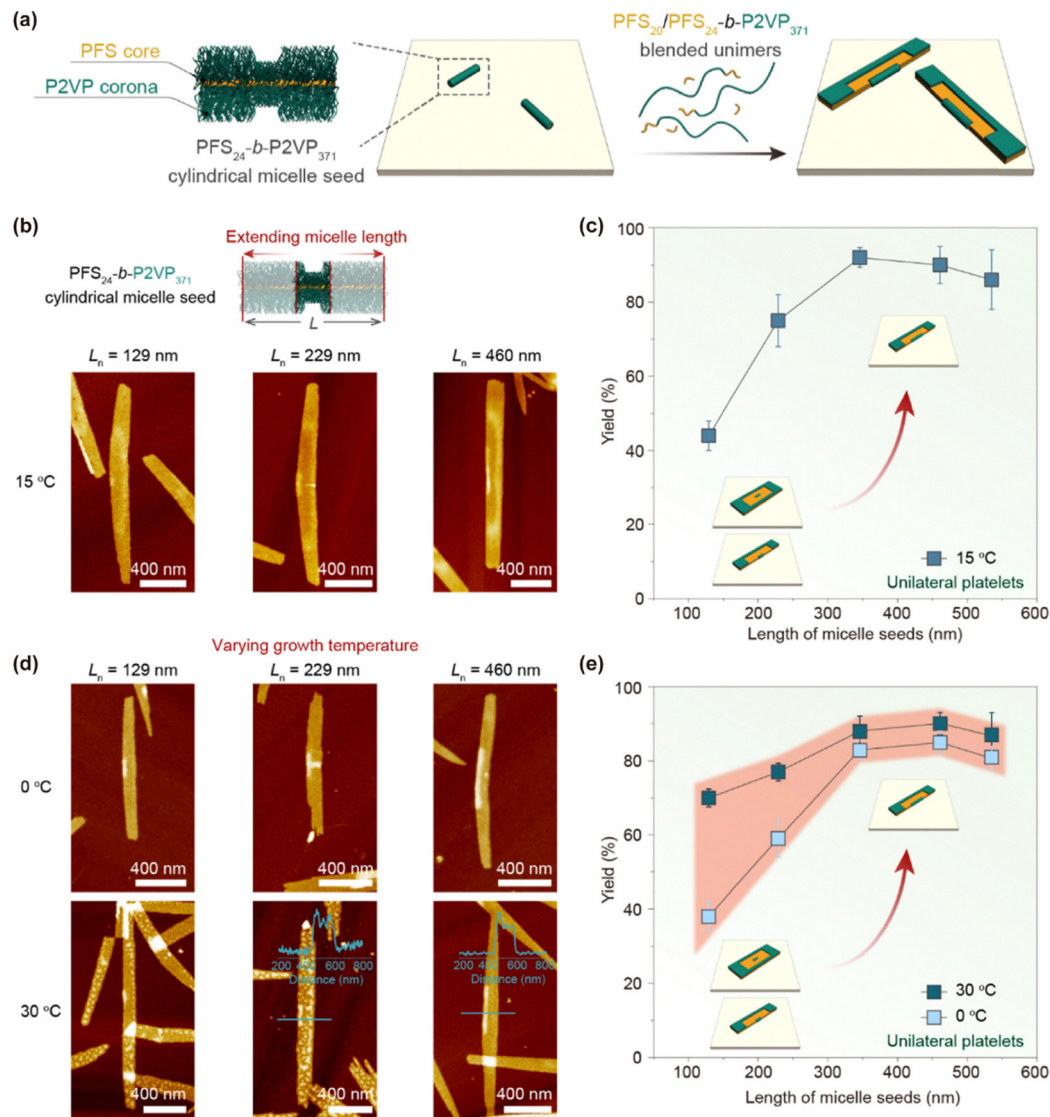 (a)
PFS core
P2VP corona
PFS₂₄-b-P2VP₃₇₁
cylindrical micelle seed
PFS₂₀/PFS₂₄-b-P2VP₃₇₁
blended unimers
(b)
Extending micelle length
PFS₂₄-b-P2VP₃₇₁
cylindrical micelle seed
L
Lₙ = 129 nm
Lₙ = 229 nm
Lₙ = 460 nm
15 °C
400 nm
400 nm
400 nm
(c)
100
80
60
40
20
0
Yield (%)
15 °C
Unilateral platelets
100 200 300 400 500 600
Length of micelle seeds (nm)
(d)
Varying growth temperature
Lₙ = 129 nm
Lₙ = 229 nm
Lₙ = 460 nm
0 °C
400 nm
400 nm
400 nm
30 °C
200 400 600 800
Distance (nm)
200 400 600 800
Distance (nm)
400 nm
400 nm
400 nm
(e)
100
80
60
40
20
0
Yield (%)
30 °C
0 °C
Unilateral platelets
100 200 300 400 500 600
Length of micelle seeds (nm)